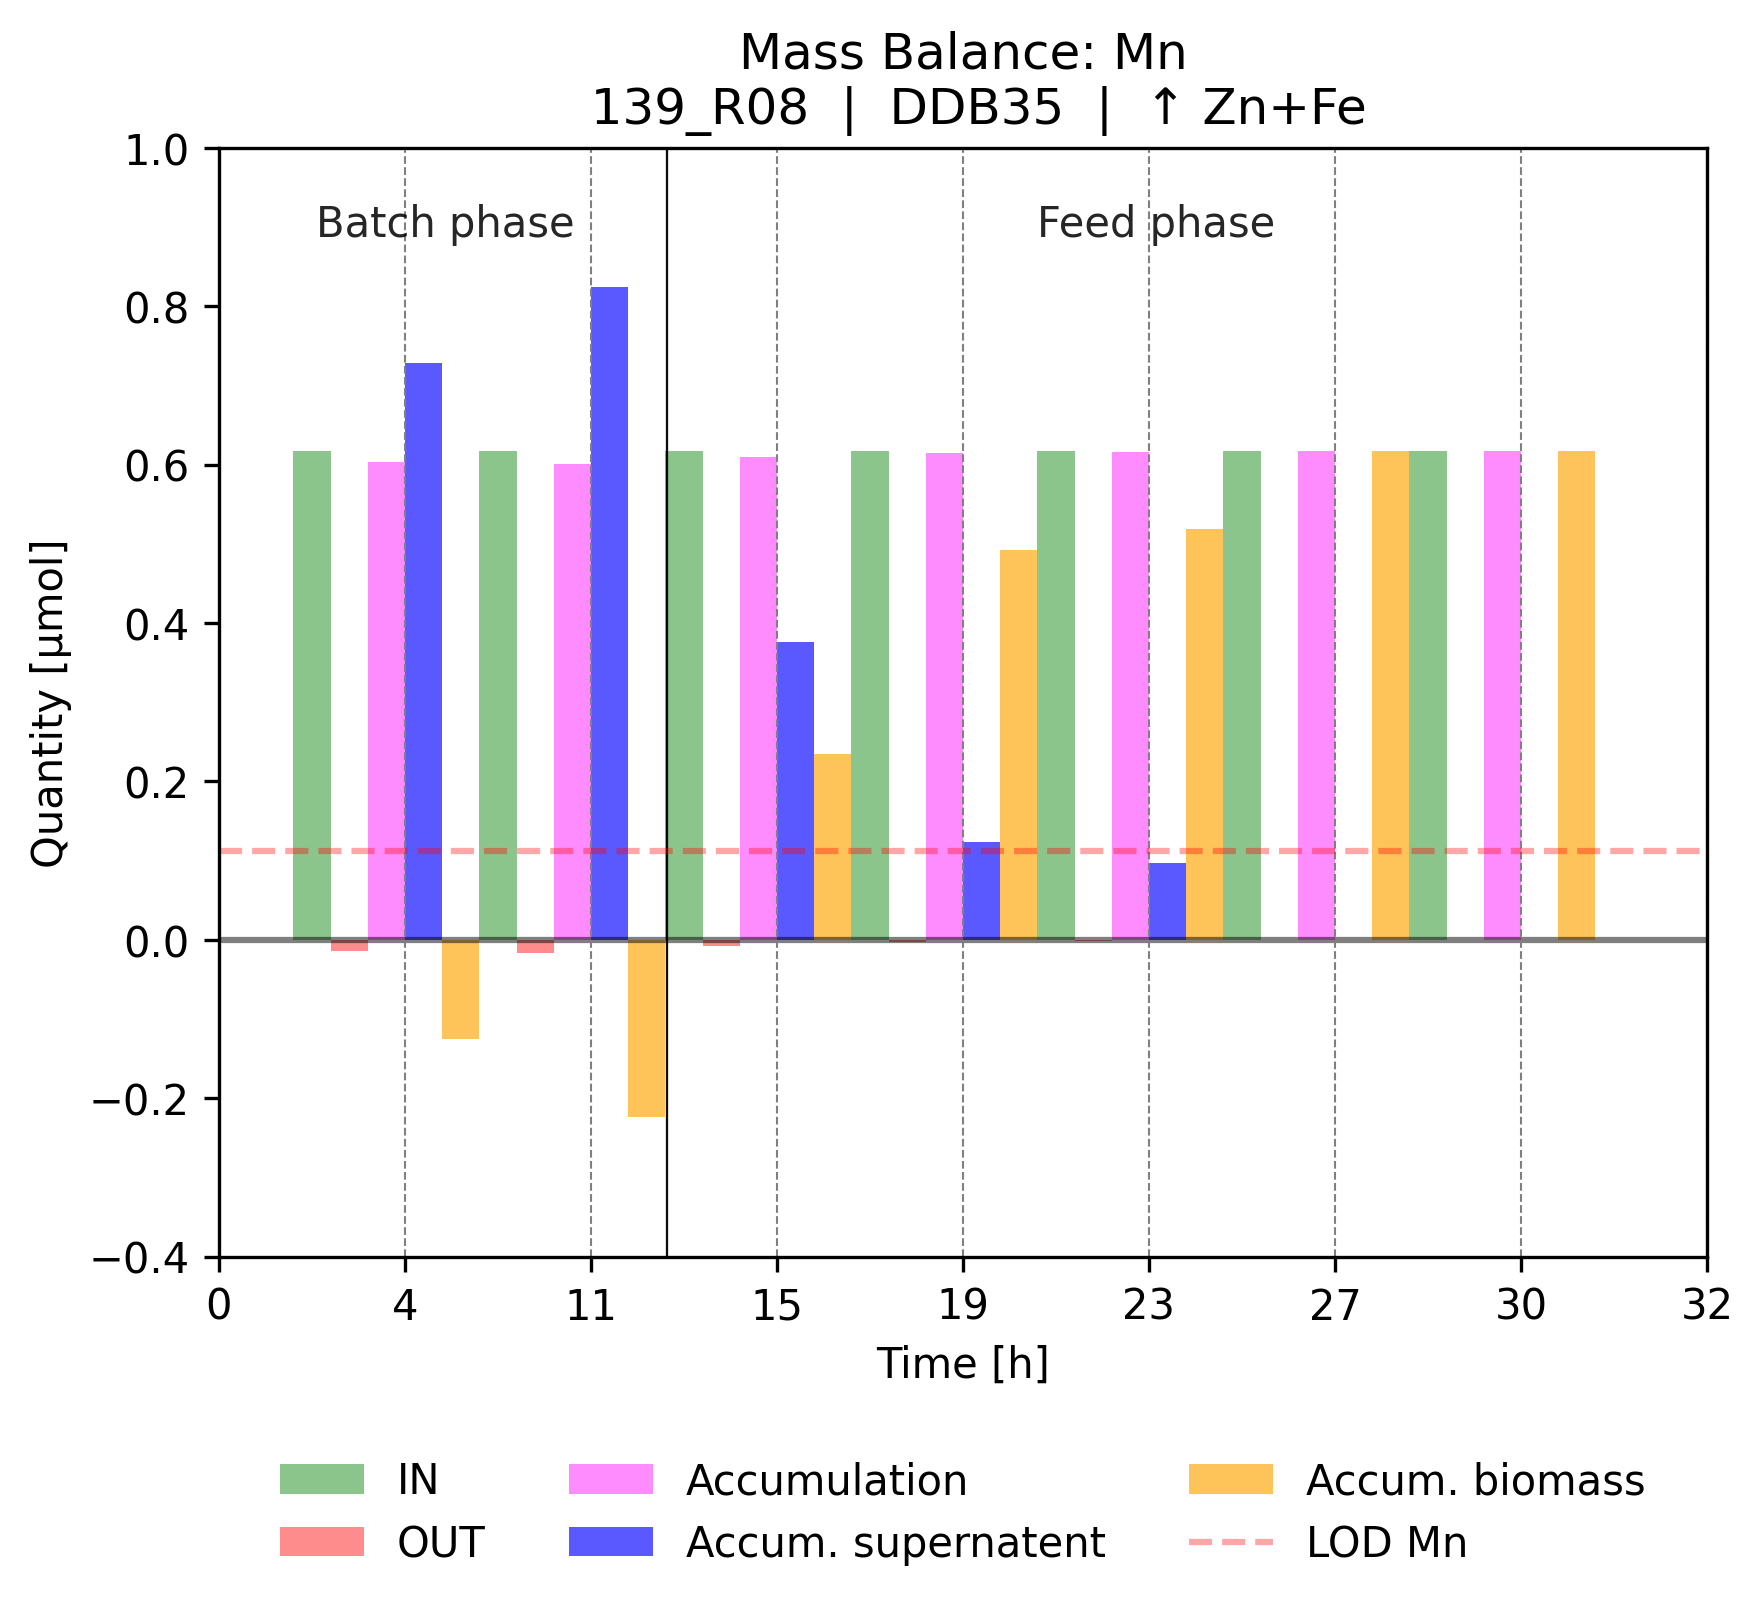 Mass Balance: Mn
139_R08 | DDB35 | ↑ Zn+Fe
1.0
0.8
0.6
0.4
0.2
0.0
−0.2
−0.4
Quantity [μmol]
Batch phase
Feed phase
0 4 11 15 19 23 27 30 32
Time [h]
IN
OUT
Accumulation
Accum. supernatent
Accum. biomass
LOD Mn